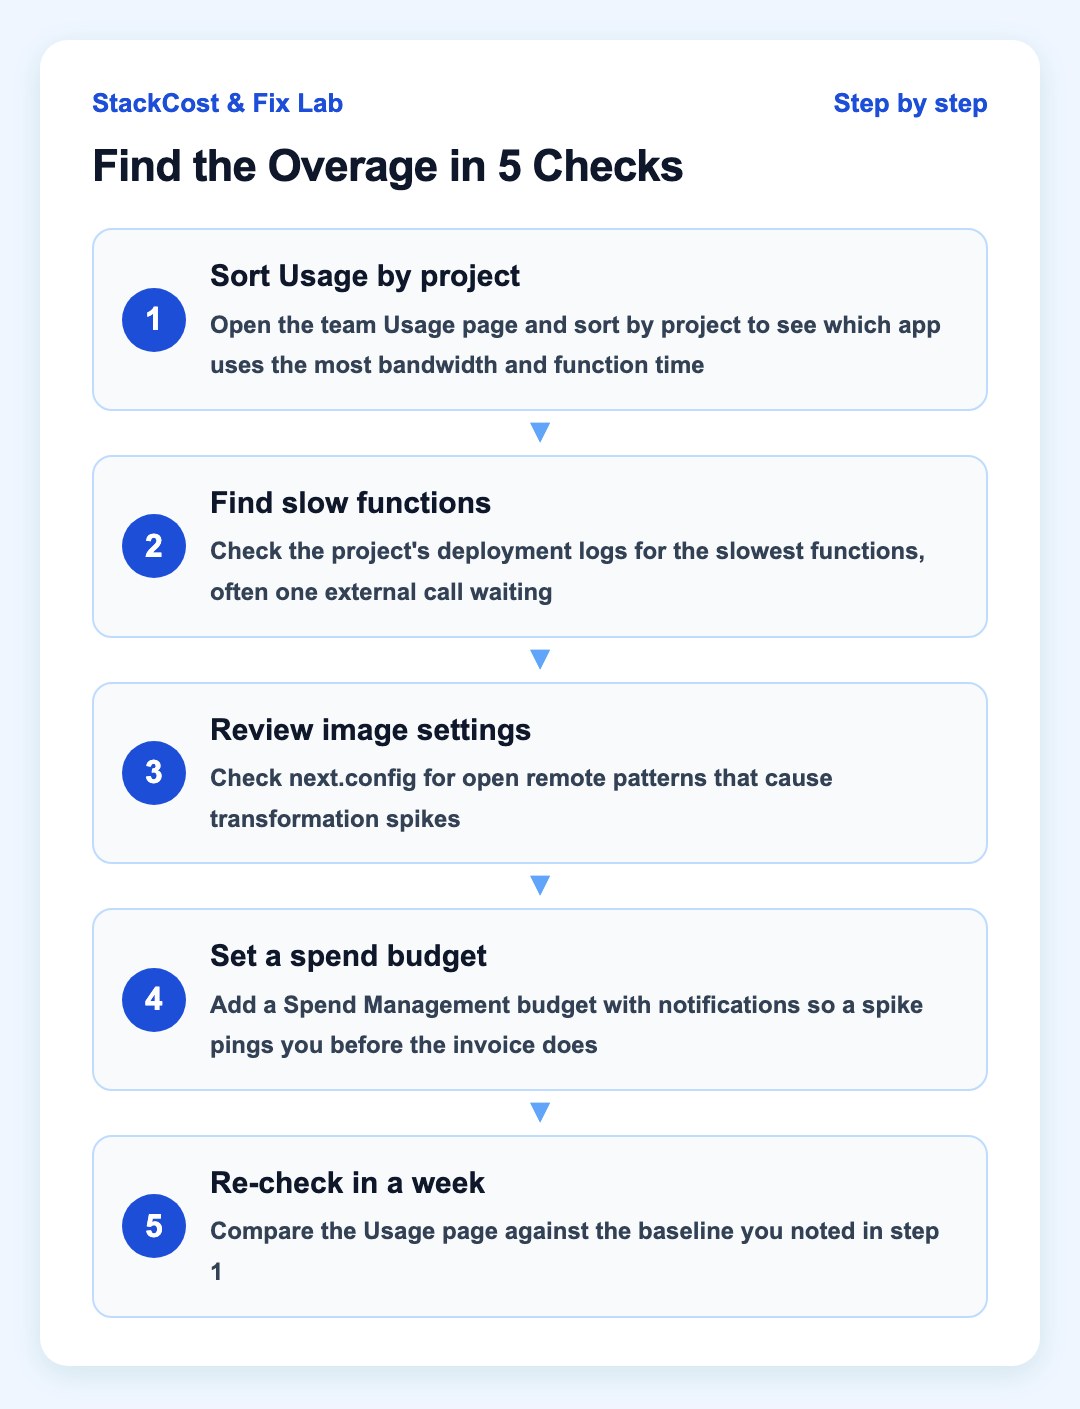 StackCost & Fix Lab
Step by step
Find the Overage in 5 Checks
1
Sort Usage by project
Open the team Usage page and sort by project to see which app
uses the most bandwidth and function time
2
Find slow functions
Check the project's deployment logs for the slowest functions,
often one external call waiting
3
Review image settings
Check next.config for open remote patterns that cause
transformation spikes
4
Set a spend budget
Add a Spend Management budget with notifications so a spike
pings you before the invoice does
5
Re-check in a week
Compare the Usage page against the baseline you noted in step
1